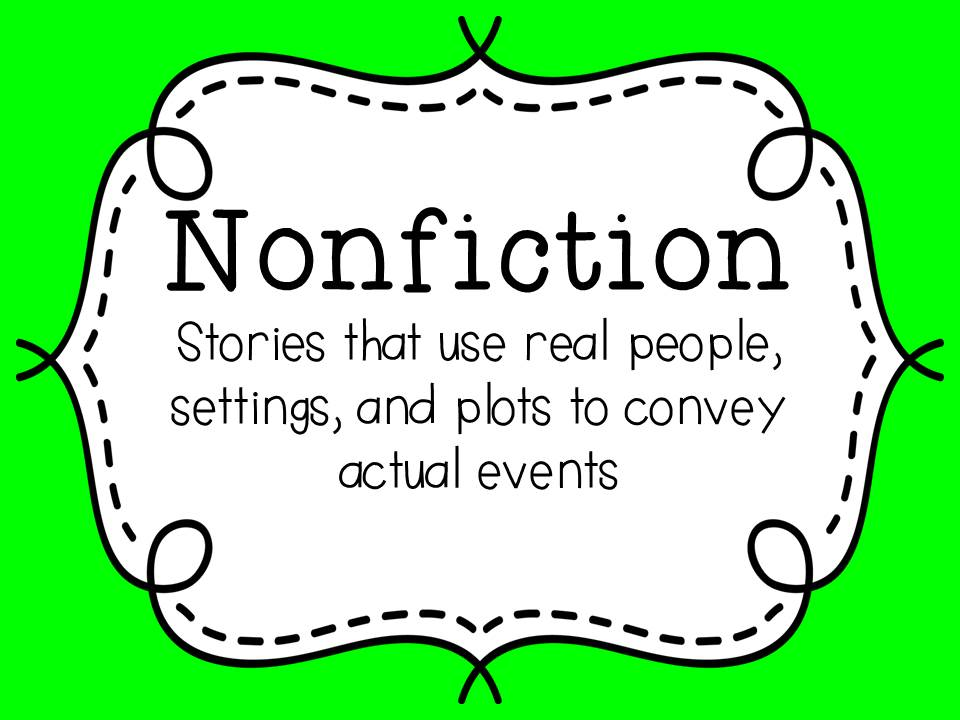 Nonfiction
Stories that use real people,
settings, and plots to convey
actual events